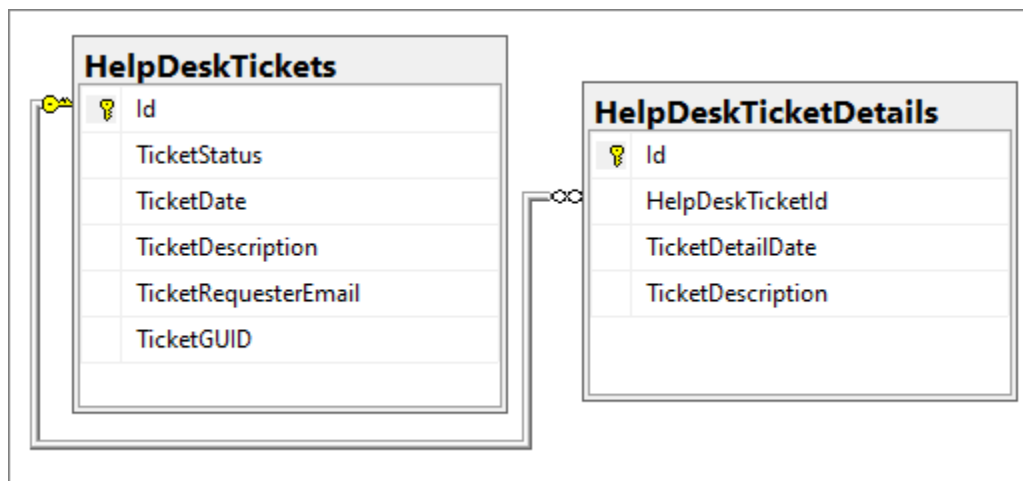 HelpDeskTickets
Id
TicketStatus
TicketDate
TicketDescription
TicketRequesterEmail
TicketGUID
HelpDeskTicketDetails
Id
HelpDeskTicketId
TicketDetailDate
TicketDescription